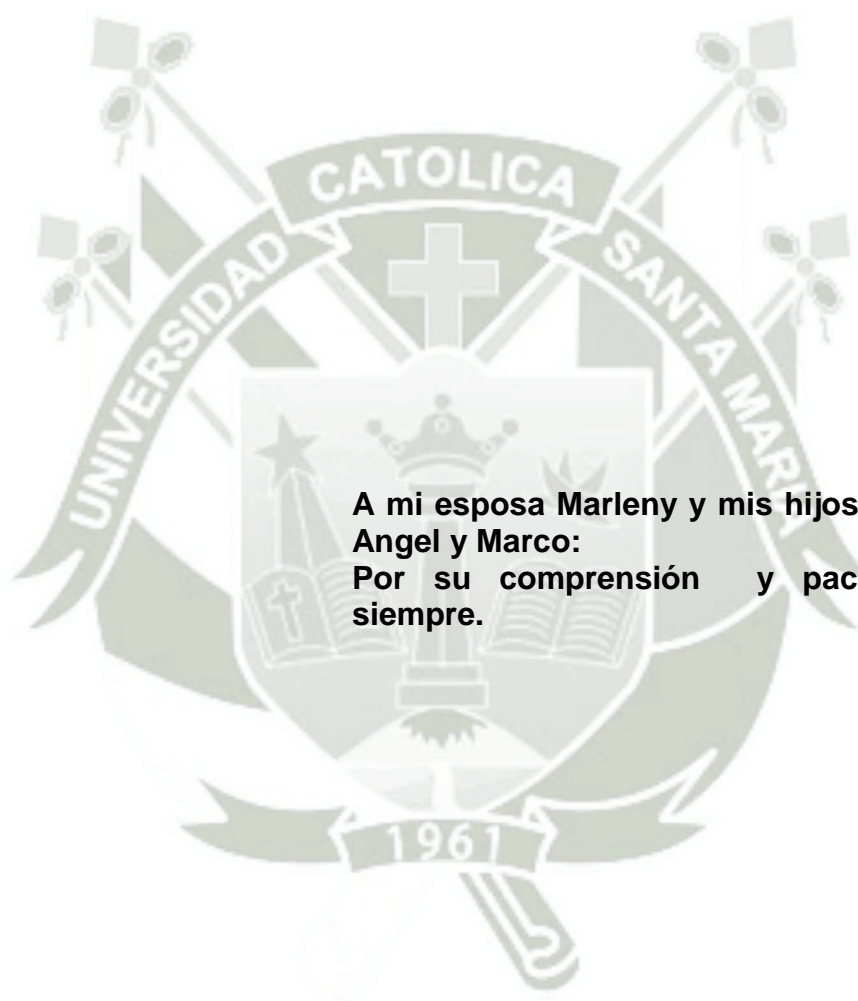 UNIVERSIDAD CATOLICA SANTA MARIA
A mi esposa Marleny y mis hijos
Angel y Marco:
Por su comprensión y pac
siempre.
1961